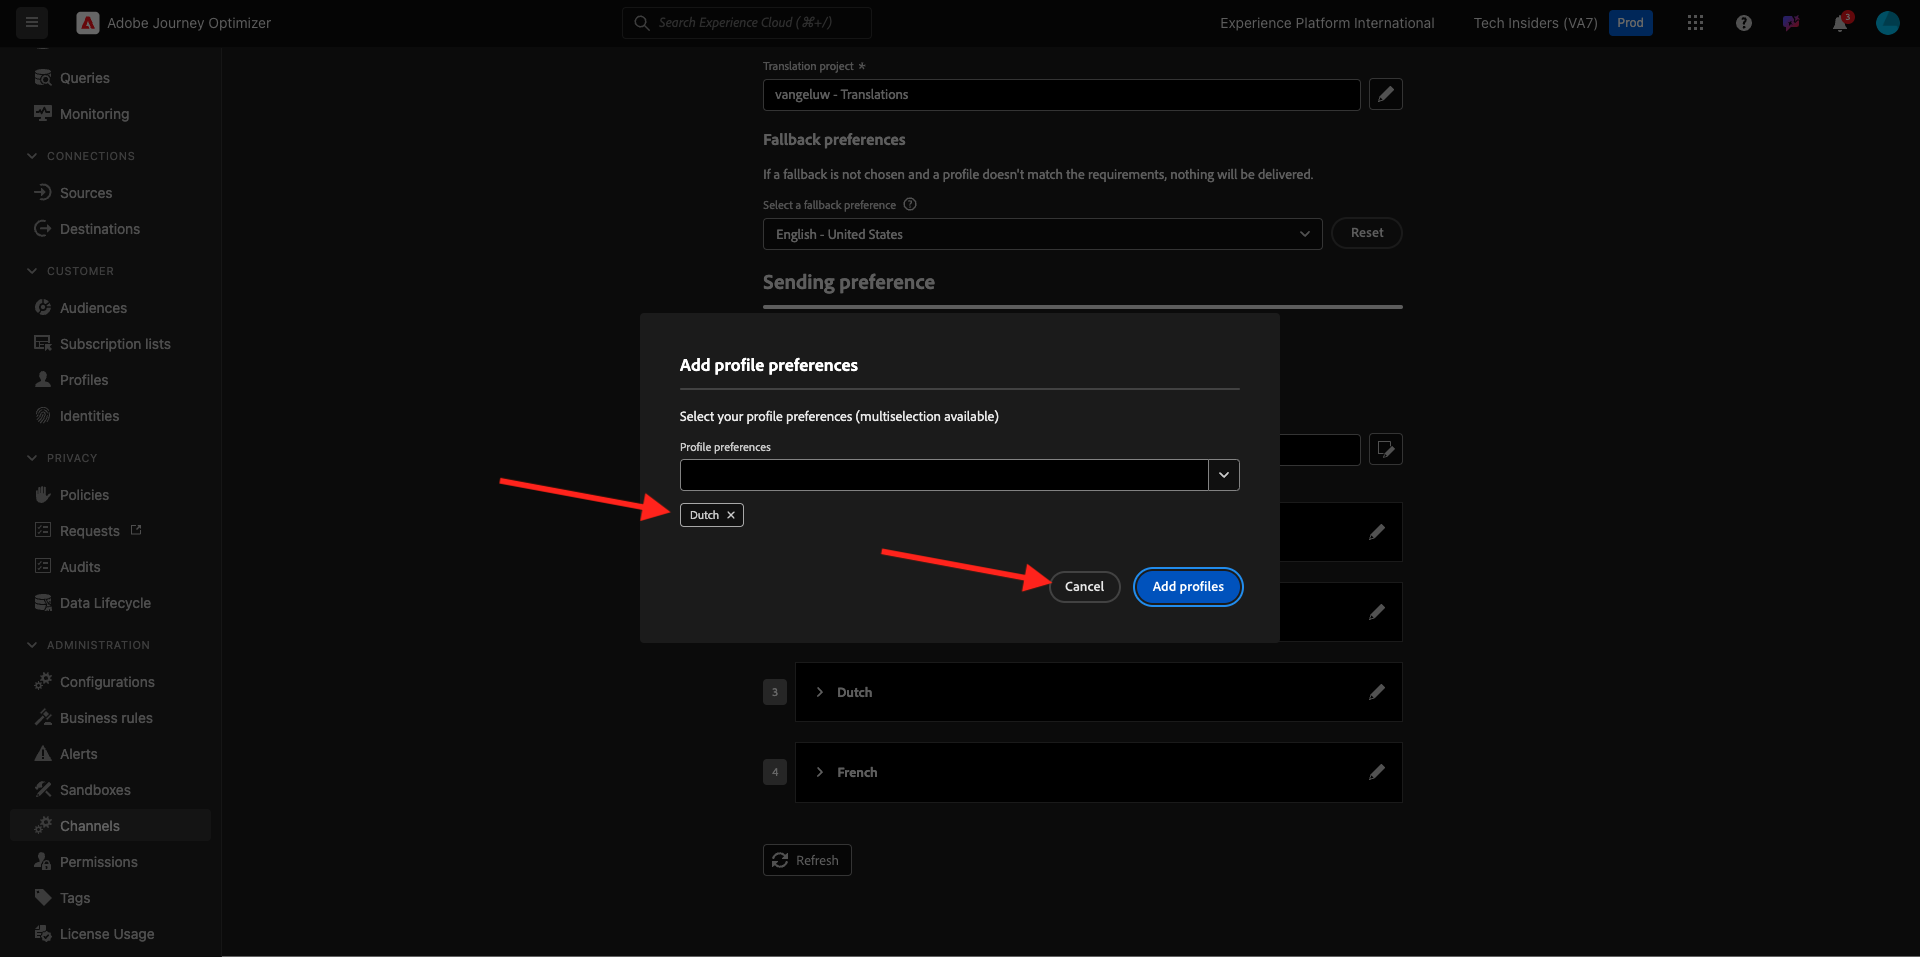 Adobe Journey Optimizer
Search Experience Cloud (⌘+/)
Experience Platform International
Tech Insiders (VA7)
Prod
3
Queries
Monitoring
CONNECTIONS
Sources
Destinations
CUSTOMER
Audiences
Subscription lists
Profiles
Identities
PRIVACY
Policies
Requests
Audits
Data Lifecycle
ADMINISTRATION
Configurations
Business rules
Alerts
Sandboxes
Channels
Permissions
Tags
License Usage
Translation project *
vangeluw - Translations
Fallback preferences
If a fallback is not chosen and a profile doesn't match the requirements, nothing will be delivered.
Select a fallback preference
English - United States
Reset
Sending preference
Add profile preferences
Select your profile preferences (multiselection available)
Profile preferences
Dutch
Cancel
Add profiles
3
Dutch
4
French
Refresh